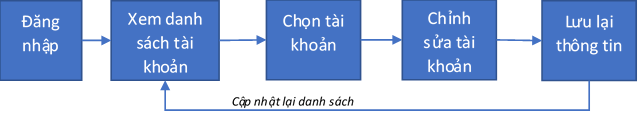 Đăng
nhập
Xem danh
sách tài
khoản
Chọn tài
khoản
Chỉnh
sửa tài
khoản
Lưu lại
thông tin
Cập nhật lại danh sách